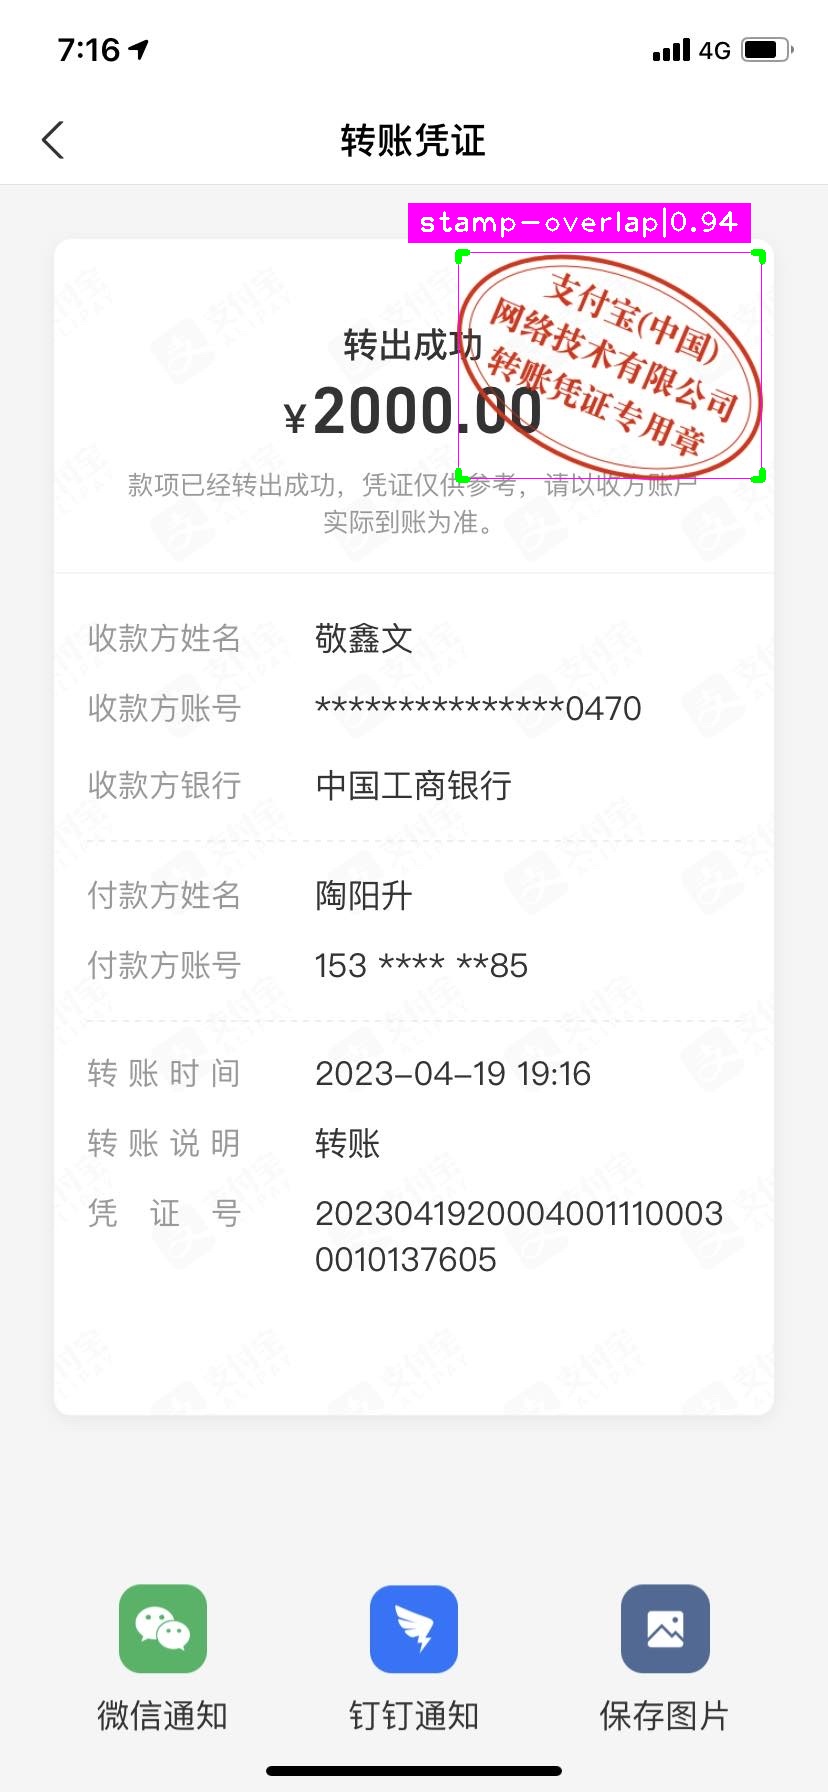 7:16
4G
转账凭证
stamp-overlap|0.94
支付宝(中国)
网络技术有限公司
转账凭证专用章
转出成功
¥2000.00
款项已经转出成功，凭证仅供参考，请以收方账户
实际到账为准。
收款方姓名 敬鑫文
收款方账号 ***************0470
收款方银行 中国工商银行
付款方姓名 陶阳升
付款方账号 153 **** **85
转账时间 2023-04-19 19:16
转账说明 转账
凭证号 2023041920004001110003
0010137605
微信通知 钉钉通知 保存图片